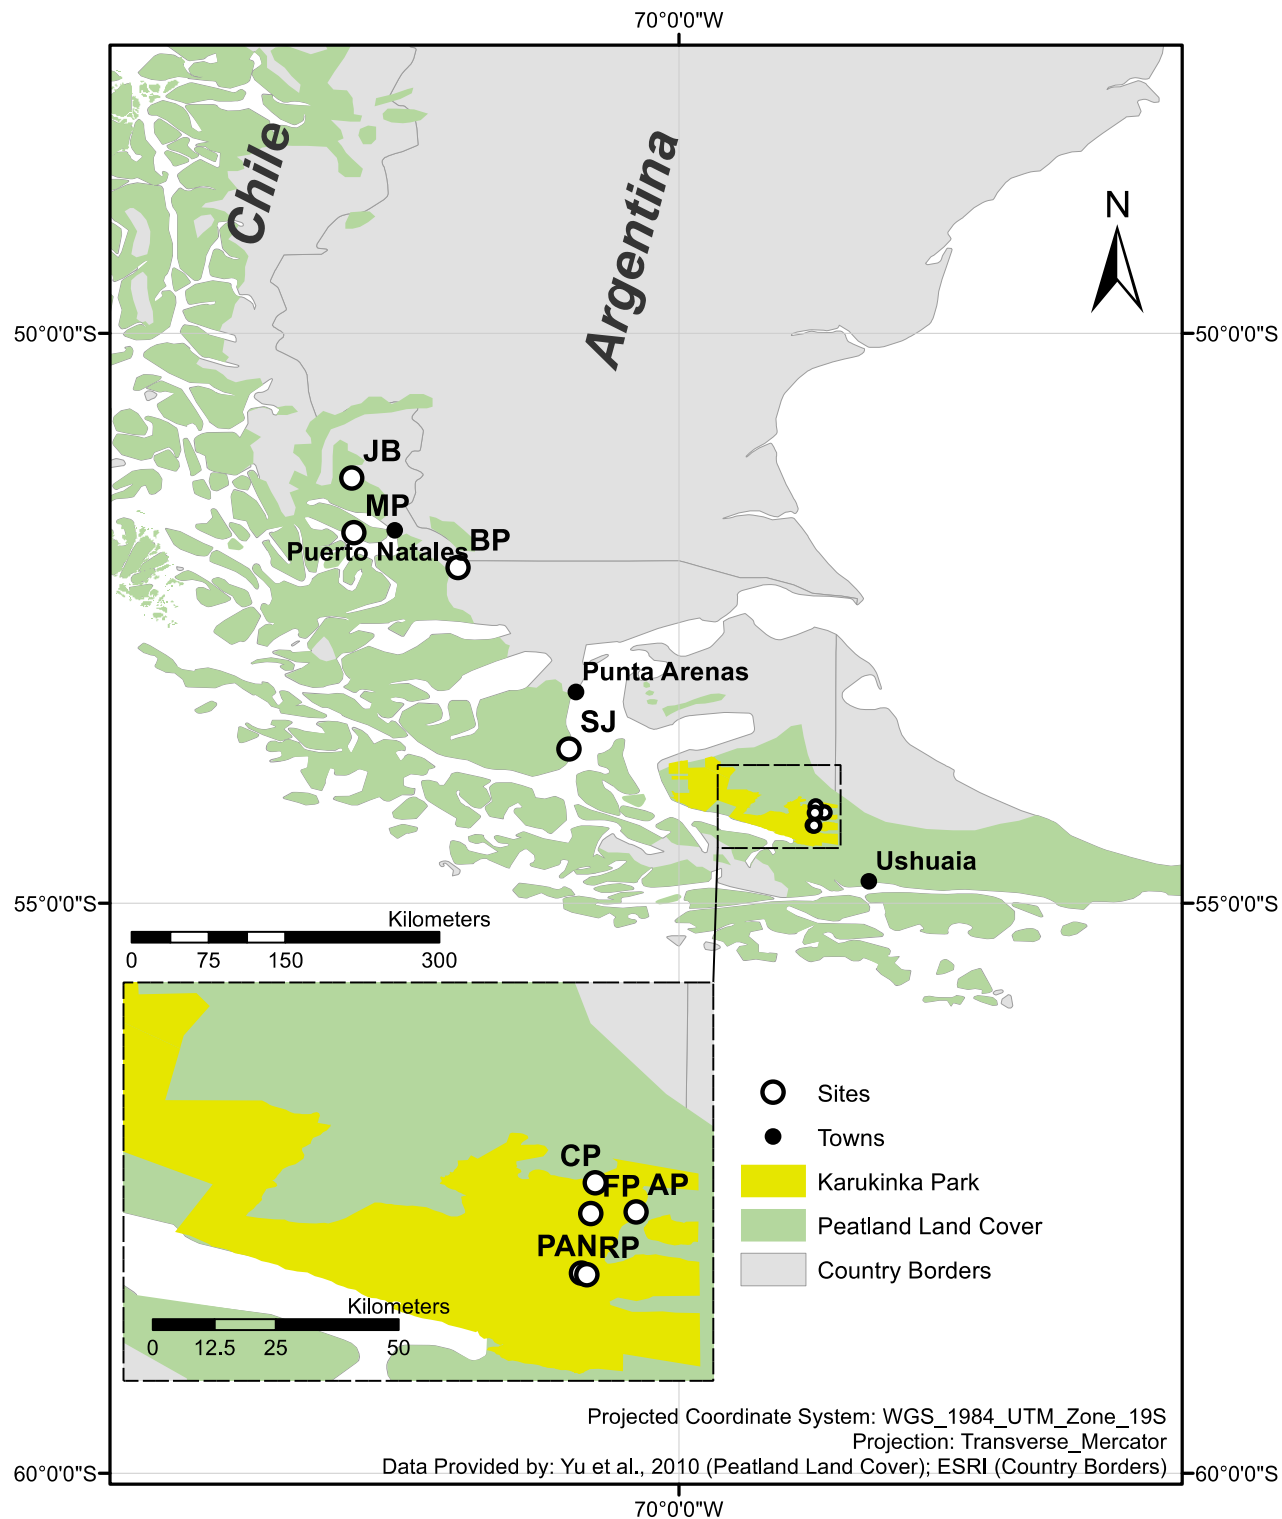 70°0'0"W
Chile
Argentina
N
50°0'0"S
50°0'0"S
JB
MP
Puerto Natales
BP
Punta Arenas
SJ
Ushuaia
55°0'0"S
55°0'0"S
Kilometers
0 75 150 300
CP
FP AP
PAN RP
Kilometers
0 12.5 25 50
Sites
Towns
Karukinka Park
Peatland Land Cover
Country Borders
Projected Coordinate System: WGS_1984_UTM_Zone_19S
Projection: Transverse_Mercator
Data Provided by: Yu et al., 2010 (Peatland Land Cover); ESRI (Country Borders)
60°0'0"S
60°0'0"S
70°0'0"W